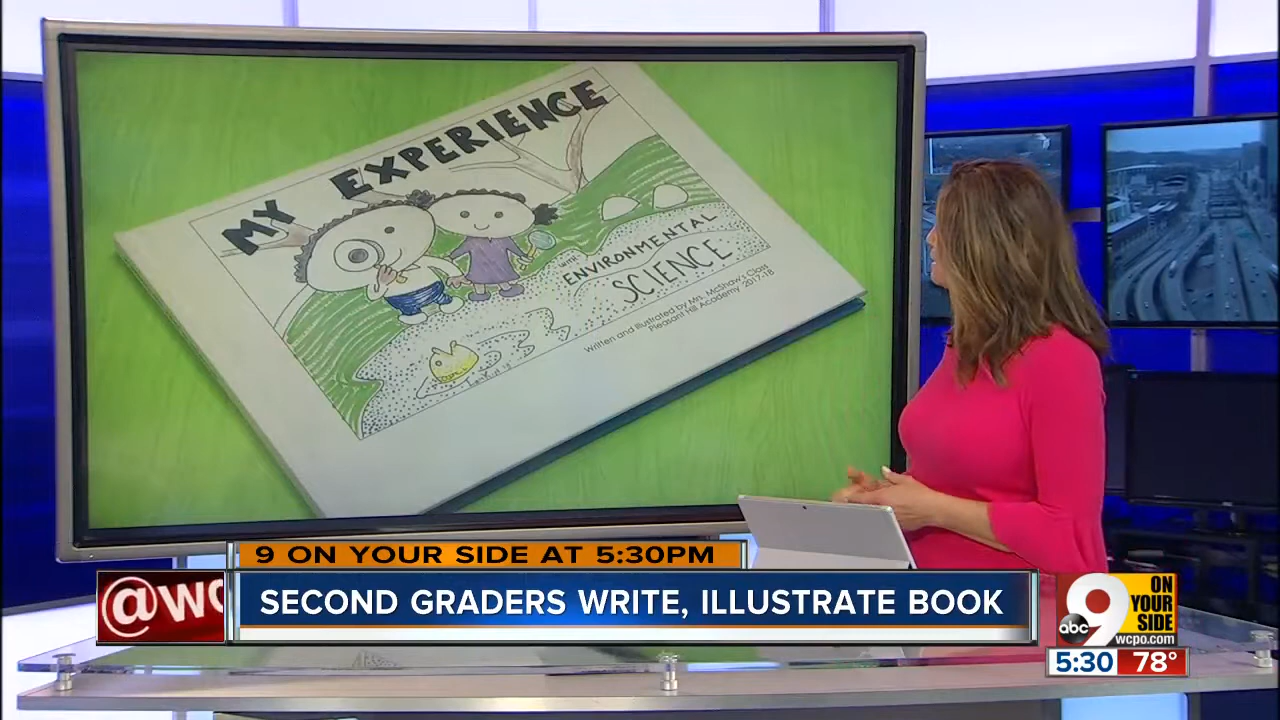 MY EXPERIENCE
WITH
ENVIRONMENTAL
SCIENCE
Written and Illustrated by Mrs. McShaw's Class
Pleasant Hill Academy 2017-18
9 ON YOUR SIDE AT 5:30PM
@WC
SECOND GRADERS WRITE, ILLUSTRATE BOOK
abc 9 ON
YOUR
SIDE
wcpo.com
5:30 78°